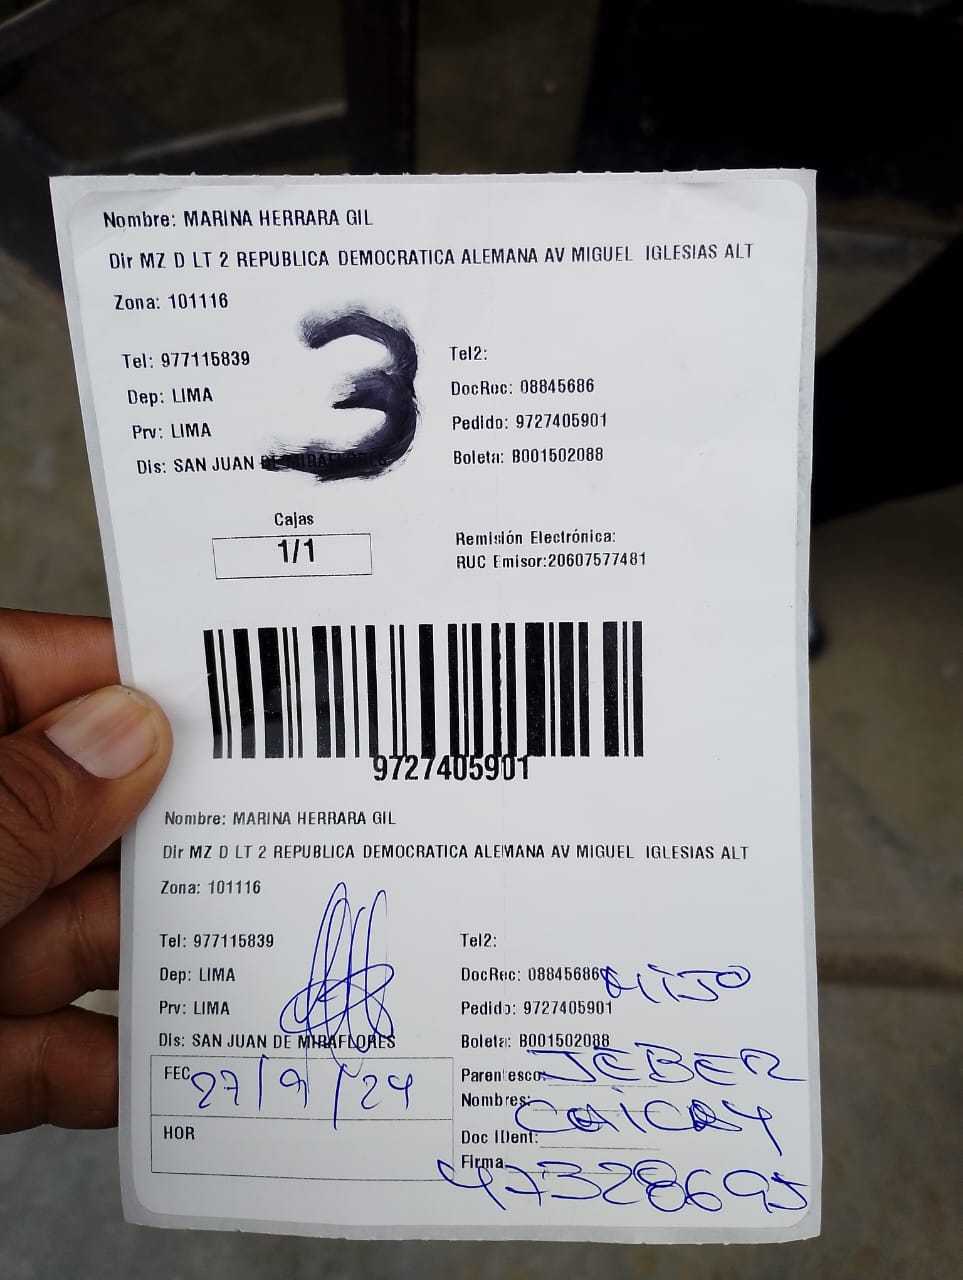 Nombre: MARINA HERRARA GIL
Dir MZ D LT 2 REPUBLICA DEMOCRATICA ALEMANA AV MIGUEL IGLESIAS ALT
Zona: 101116
3
Tel: 977115839
Tel2:
Dep: LIMA
DocRec: 08845686
Prv: LIMA
Pedido: 9727405901
Dis: SAN JUAN DE MIRAFLORES
Boleta: B001502088
Cajas
1/1
Remisión Electrónica:
RUC Emisor:20607577481
9727405901
Nombre: MARINA HERRARA GIL
Dir MZ D LT 2 REPUBLICA DEMOCRATICA ALEMANA AV MIGUEL IGLESIAS ALT
Zona: 101116
Tel: 977115839
Tel2:
Dep: LIMA
DocRec: 08845686 HIJO
Prv: LIMA
Pedido: 9727405901
Dis: SAN JUAN DE MIRAFLORES
Boleta: B001502088
FEC 27/9/24
HOR
Parentesco: JEBER
Nombres:
Doc IDent:
Firma 47328695